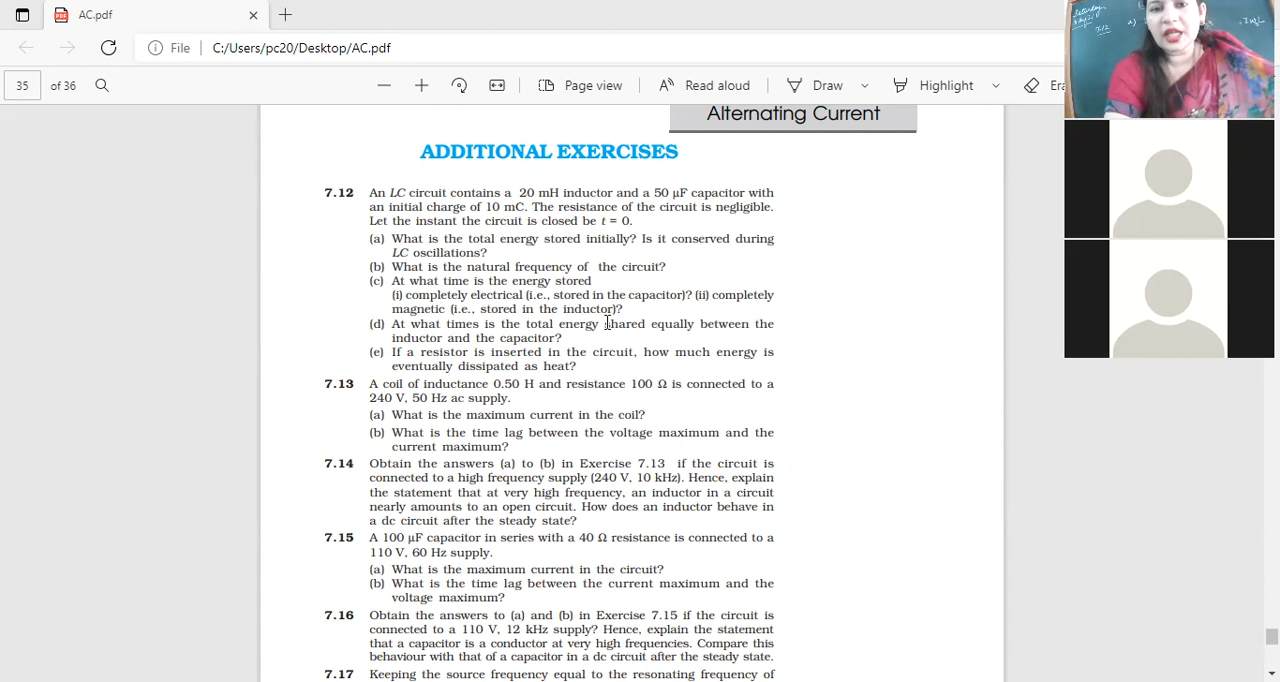 AC.pdf
File C:/Users/pc20/Desktop/AC.pdf
35 of 36 Page view Read aloud Draw Highlight Era
Alternating Current
ADDITIONAL EXERCISES
7.12 An LC circuit contains a 20 mH inductor and a 50 μF capacitor with
an initial charge of 10 mC. The resistance of the circuit is negligible.
Let the instant the circuit is closed be t = 0.
(a) What is the total energy stored initially? Is it conserved during
LC oscillations?
(b) What is the natural frequency of the circuit?
(c) At what time is the energy stored
(i) completely electrical (i.e., stored in the capacitor)? (ii) completely
magnetic (i.e., stored in the inductor)?
(d) At what times is the total energy shared equally between the
inductor and the capacitor?
(e) If a resistor is inserted in the circuit, how much energy is
eventually dissipated as heat?
7.13 A coil of inductance 0.50 H and resistance 100 Ω is connected to a
240 V, 50 Hz ac supply.
(a) What is the maximum current in the coil?
(b) What is the time lag between the voltage maximum and the
current maximum?
7.14 Obtain the answers (a) to (b) in Exercise 7.13 if the circuit is
connected to a high frequency supply (240 V, 10 kHz). Hence, explain
the statement that at very high frequency, an inductor in a circuit
nearly amounts to an open circuit. How does an inductor behave in
a dc circuit after the steady state?
7.15 A 100 μF capacitor in series with a 40 Ω resistance is connected to a
110 V, 60 Hz supply.
(a) What is the maximum current in the circuit?
(b) What is the time lag between the current maximum and the
voltage maximum?
7.16 Obtain the answers to (a) and (b) in Exercise 7.15 if the circuit is
connected to a 110 V, 12 kHz supply? Hence, explain the statement
that a capacitor is a conductor at very high frequencies. Compare this
behaviour with that of a capacitor in a dc circuit after the steady state.
7.17 Keeping the source frequency equal to the resonating frequency of
7.12
a)